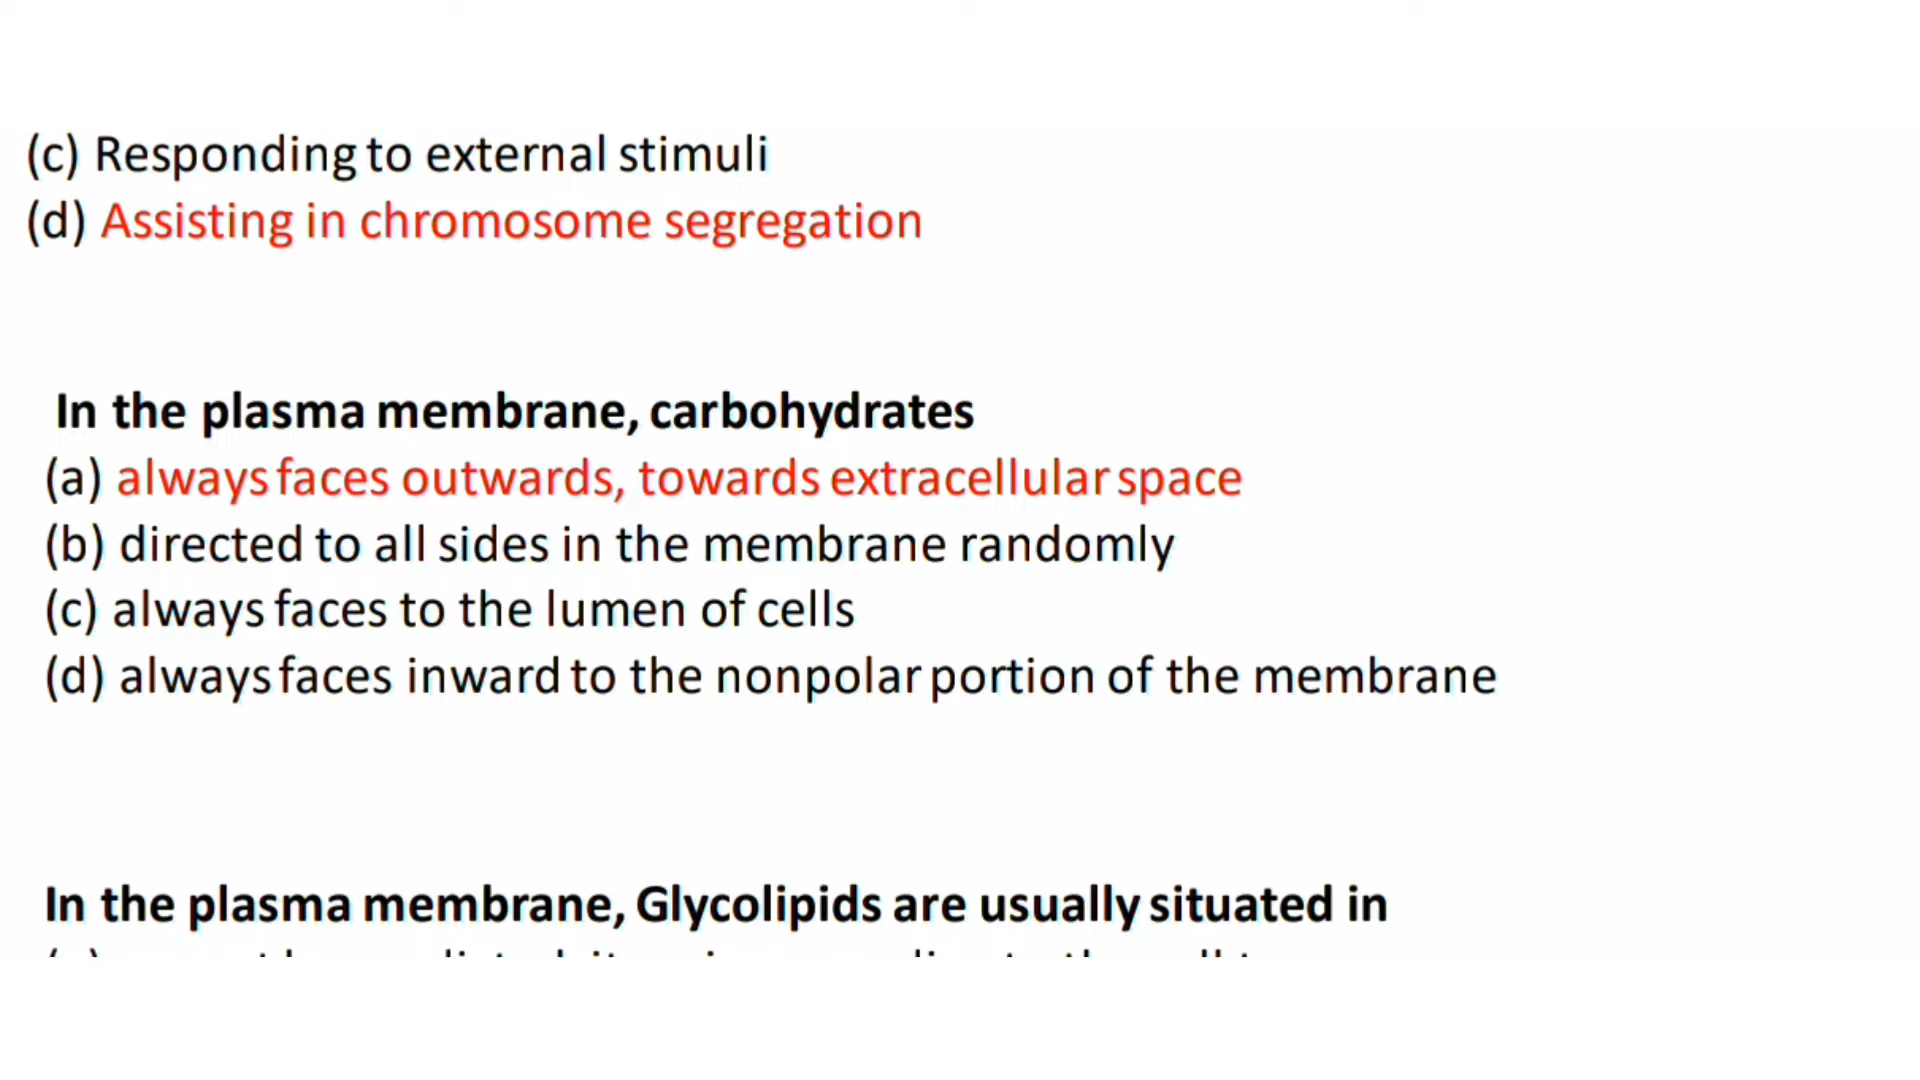 (c) Responding to external stimuli
(d) Assisting in chromosome segregation
In the plasma membrane, carbohydrates
(a) always faces outwards, towards extracellular space
(b) directed to all sides in the membrane randomly
(c) always faces to the lumen of cells
(d) always faces inward to the nonpolar portion of the membrane
In the plasma membrane, Glycolipids are usually situated in